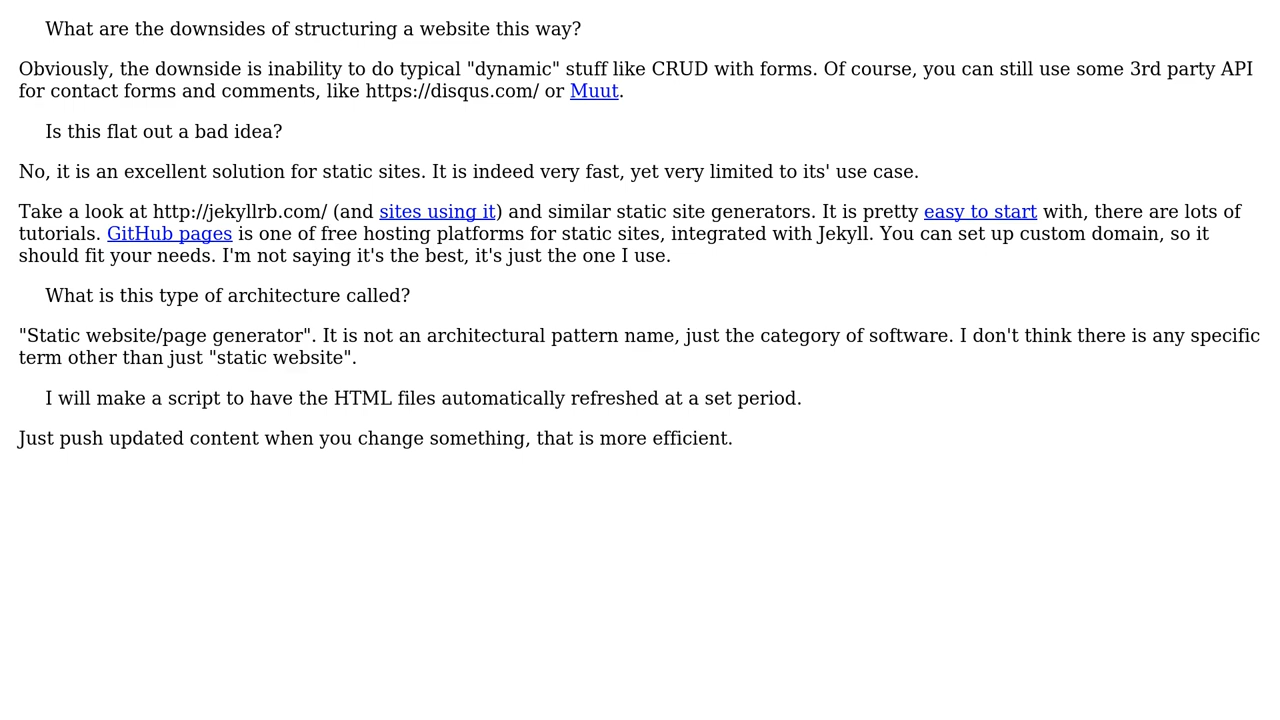 What are the downsides of structuring a website this way?
Obviously, the downside is inability to do typical "dynamic" stuff like CRUD with forms. Of course, you can still use some 3rd party API
for contact forms and comments, like https://disqus.com/ or Muut.
Is this flat out a bad idea?
No, it is an excellent solution for static sites. It is indeed very fast, yet very limited to its' use case.
Take a look at http://jekyllrb.com/ (and sites using it) and similar static site generators. It is pretty easy to start with, there are lots of
tutorials. GitHub pages is one of free hosting platforms for static sites, integrated with Jekyll. You can set up custom domain, so it
should fit your needs. I'm not saying it's the best, it's just the one I use.
What is this type of architecture called?
"Static website/page generator". It is not an architectural pattern name, just the category of software. I don't think there is any specific
term other than just "static website".
I will make a script to have the HTML files automatically refreshed at a set period.
Just push updated content when you change something, that is more efficient.